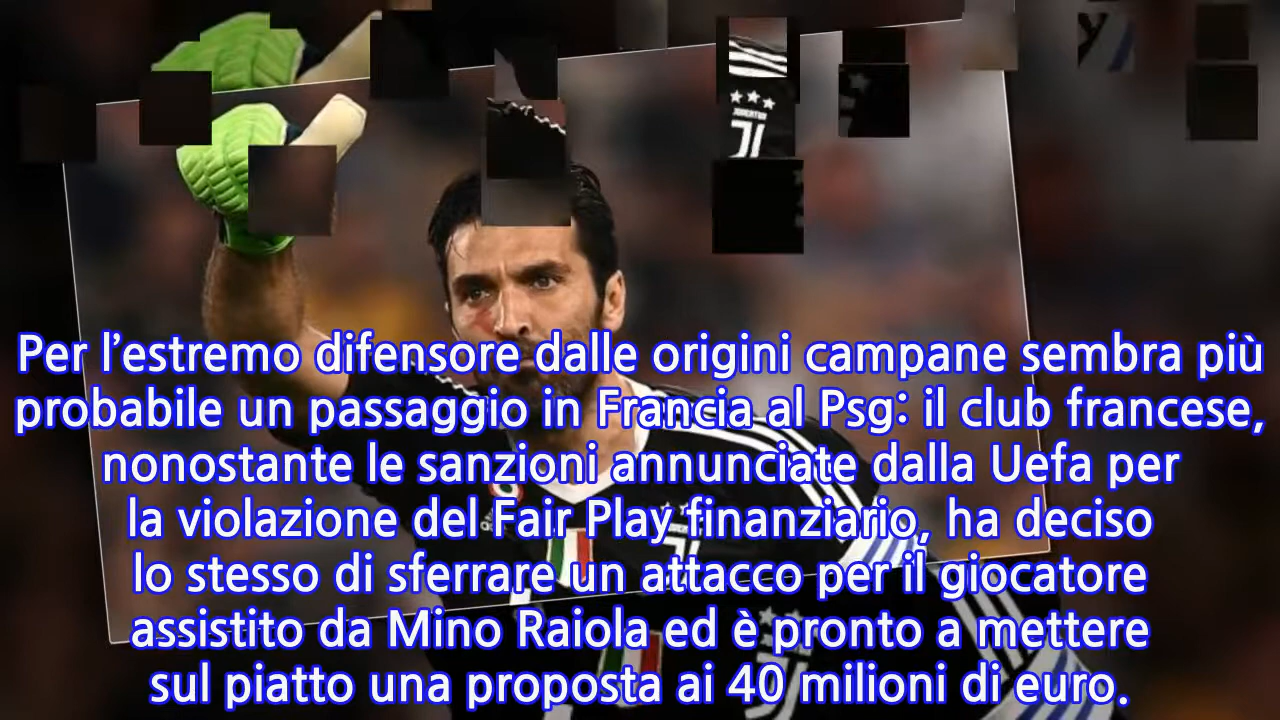 JUVENTUS
Per l’estremo difensore dalle origini campane sembra più
probabile un passaggio in Francia al Psg: il club francese,
nonostante le sanzioni annunciate dalla Uefa per
la violazione del Fair Play finanziario, ha deciso
lo stesso di sferrare un attacco per il giocatore
assistito da Mino Raiola ed è pronto a mettere
sul piatto una proposta ai 40 milioni di euro.